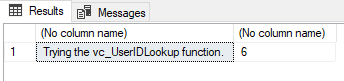 Results Messages
(No column name) (No column name)
1 Trying the vc_UserIDLookup function. 6